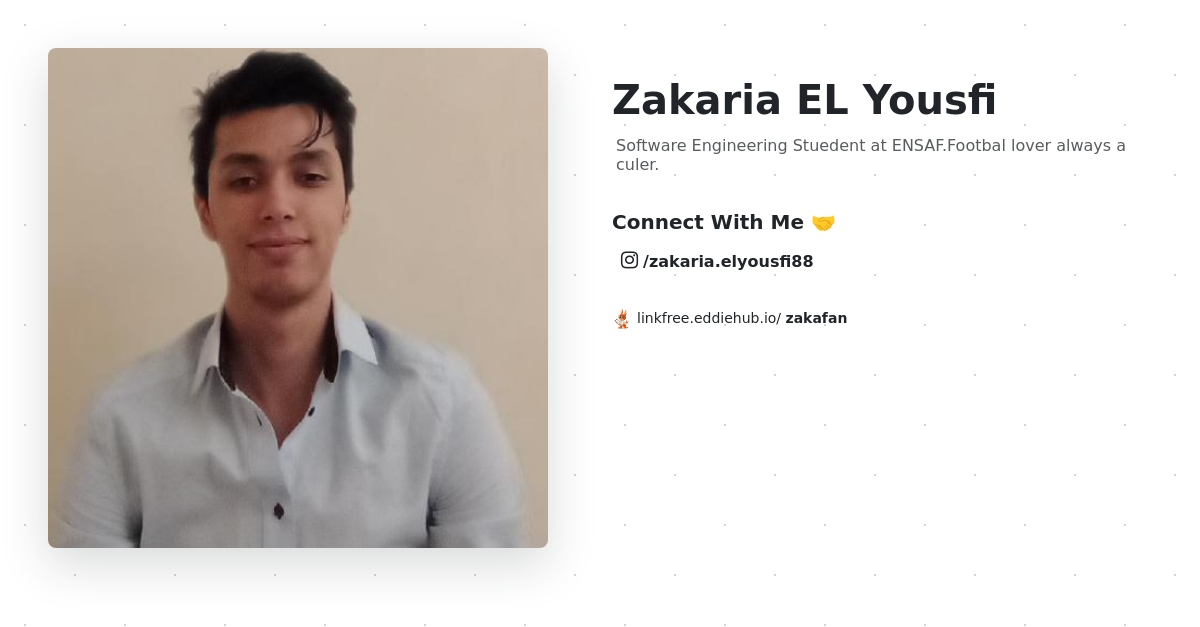 Zakaria EL Yousfi
Software Engineering Stuedent at ENSAF.Footbal lover always a
culer.
Connect With Me 🤝
/zakaria.elyousfi88
linkfree.eddiehub.io/ zakafan